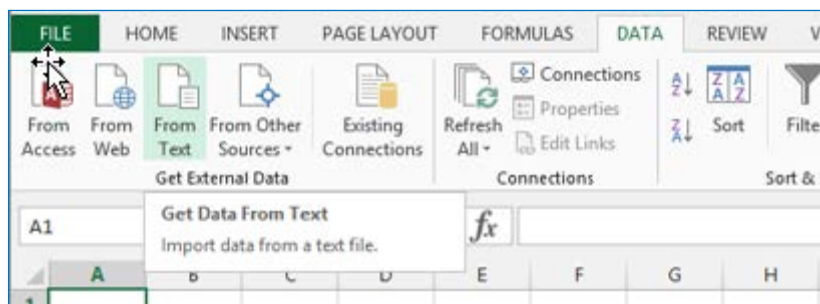 FILE HOME INSERT PAGE LAYOUT FORMULAS DATA REVIEW
From Access
From Web
From Text
From Other Sources
Existing Connections
Refresh All
Connections
Properties
Edit Links
A Z
Z A
Z A A Z
Sort
Filte
Get External Data Connections Sort &
A1 fx
Get Data From Text
Import data from a text file.
A B C D E F G H
1